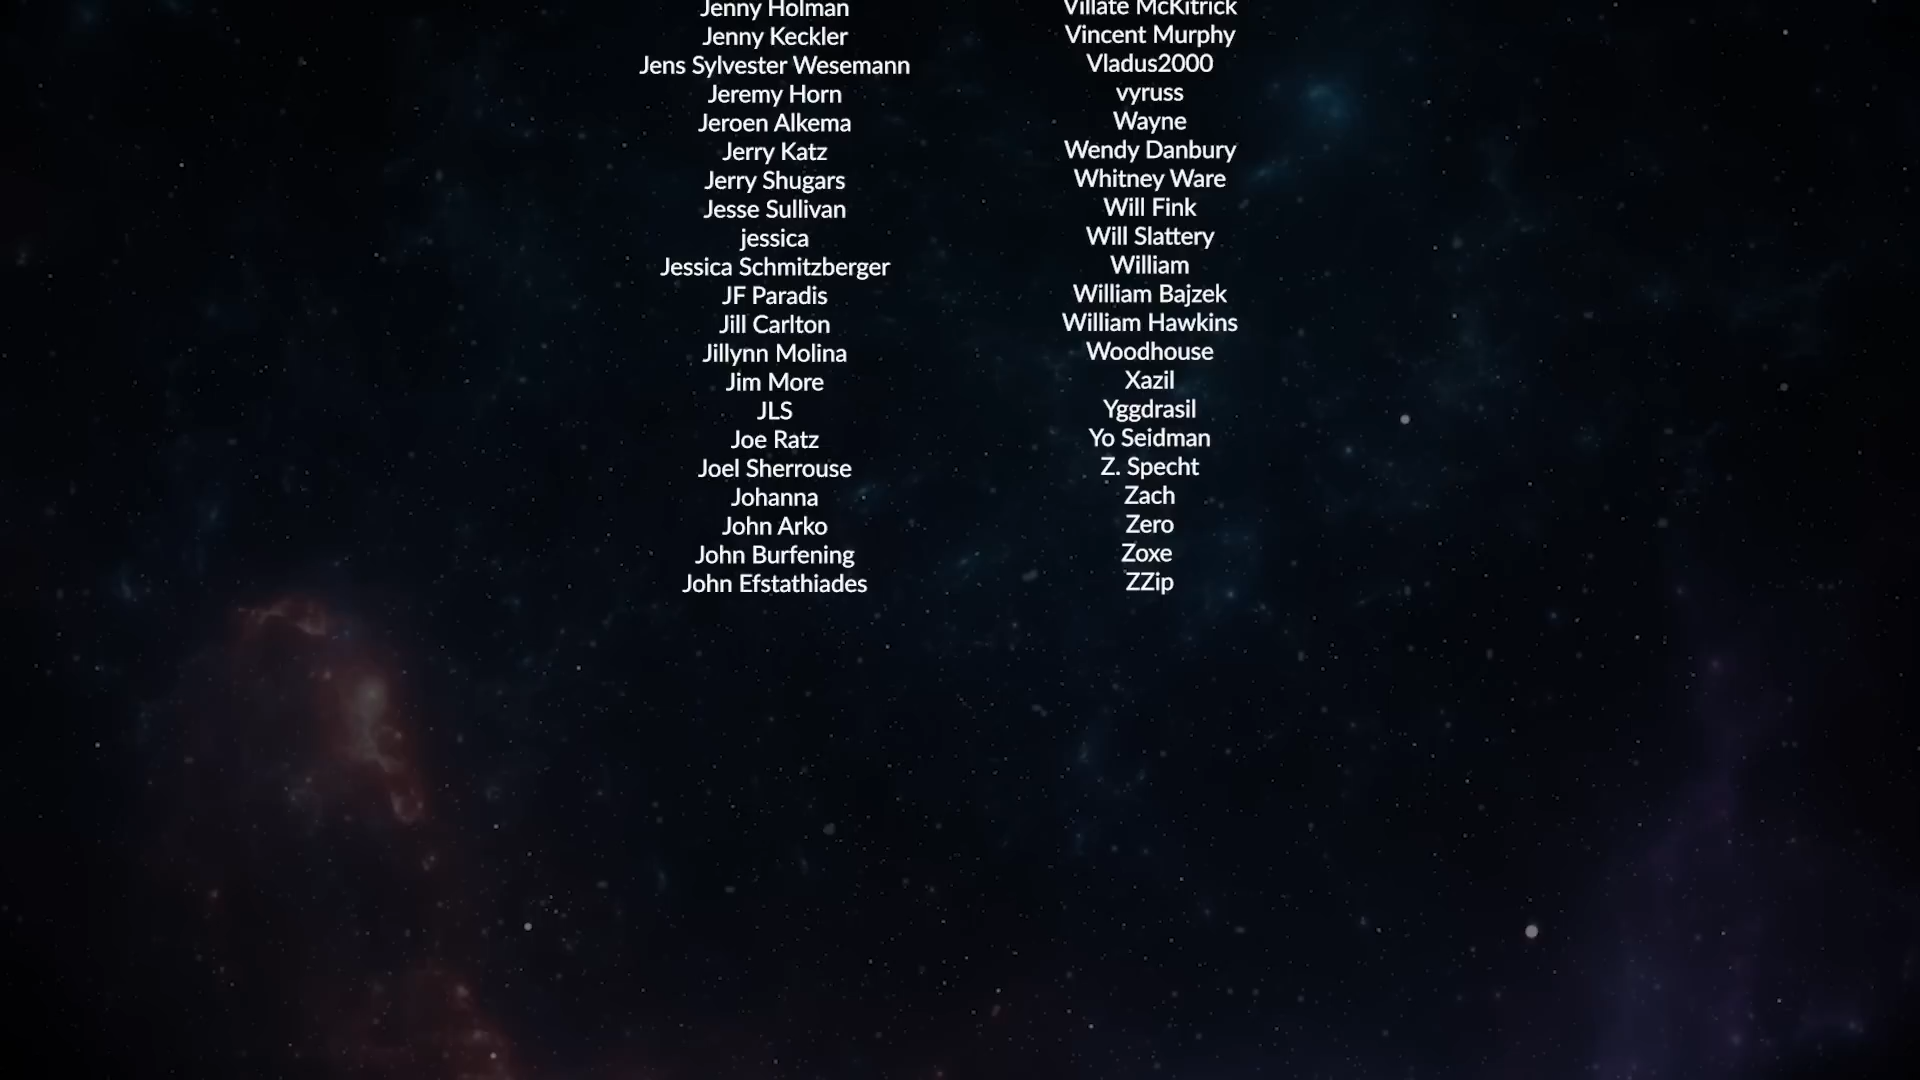 Jenny Holman
Jenny Keckler
Jens Sylvester Wesemann
Jeremy Horn
Jeroen Alkema
Jerry Katz
Jerry Shugars
Jesse Sullivan
jessica
Jessica Schmitzberger
JF Paradis
Jill Carlton
Jillynn Molina
Jim More
JLS
Joe Ratz
Joel Sherrouse
Johanna
John Arko
John Burfening
John Efstathiades
Villate McKitrick
Vincent Murphy
Vladus2000
vyruss
Wayne
Wendy Danbury
Whitney Ware
Will Fink
Will Slattery
William
William Bajzek
William Hawkins
Woodhouse
Xazil
Yggdrasil
Yo Seidman
Z. Specht
Zach
Zero
Zoxe
ZZip